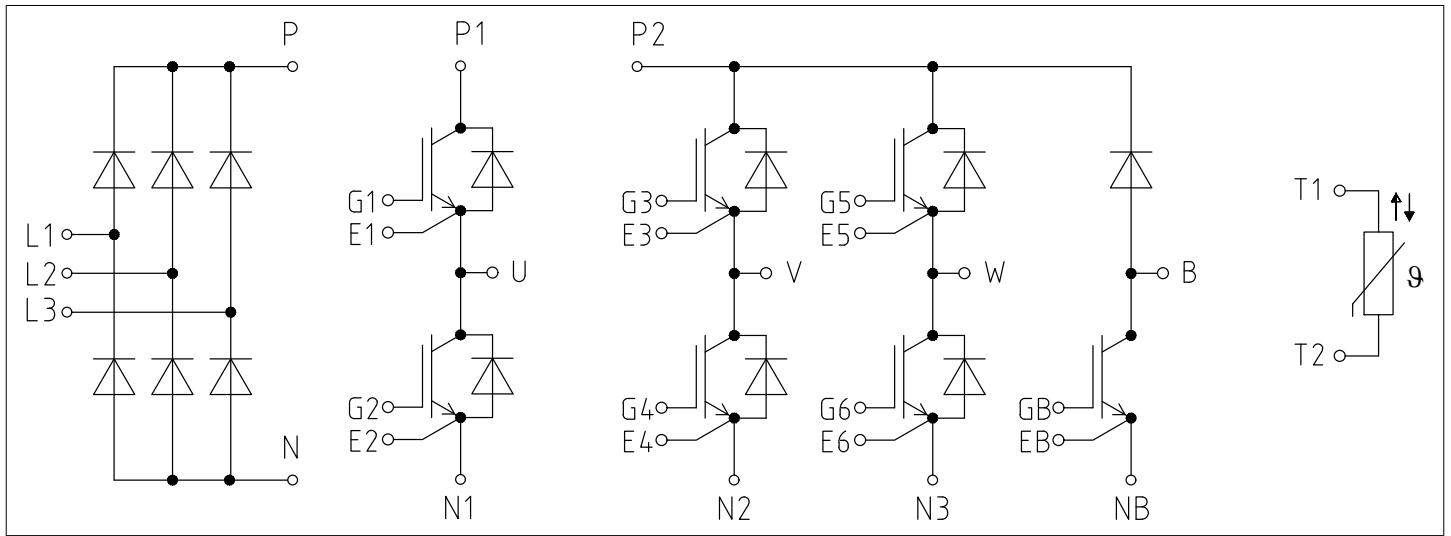 P P1 P2
G1 G3 G5 T1
L1 E1 E3 E5
L2 U V W B ϑ
L3
T2
G2 G4 G6 GB
N E2 E4 E6 EB
N1 N2 N3 NB